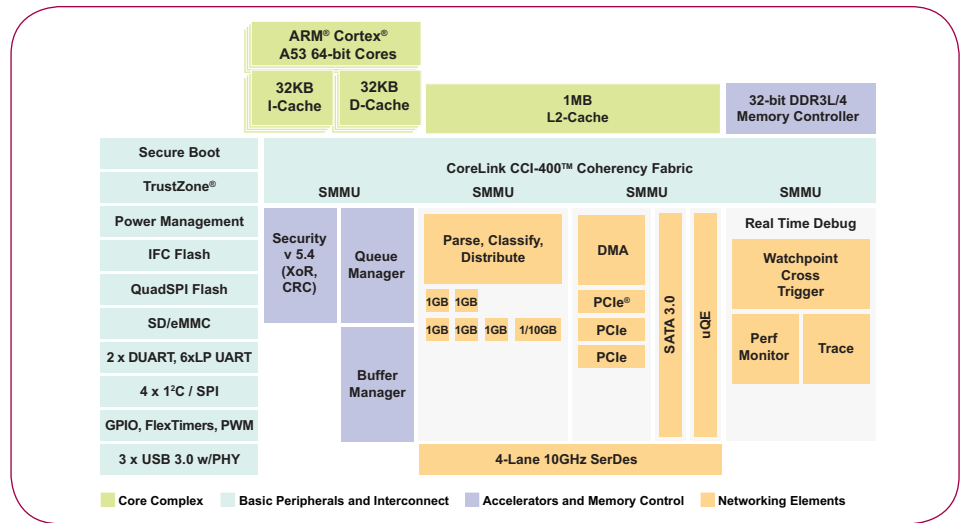 ARM® Cortex®
A53 64-bit Cores
32KB
I-Cache
32KB
D-Cache
1MB
L2-Cache
32-bit DDR3L/4
Memory Controller
Secure Boot
TrustZone®
Power Management
IFC Flash
QuadSPI Flash
SD/eMMC
2 x DUART, 6xLP UART
4 x 1²C / SPI
GPIO, FlexTimers, PWM
3 x USB 3.0 w/PHY
CoreLink CCI-400™ Coherency Fabric
SMMU
SMMU
SMMU
SMMU
Security
v 5.4
(XoR,
CRC)
Queue
Manager
Buffer
Manager
Parse, Classify,
Distribute
1GB 1GB
1GB 1GB 1GB 1/10GB
DMA
PCIe®
PCIe
PCIe
SATA 3.0
uQE
Real Time Debug
Watchpoint
Cross
Trigger
Perf
Monitor
Trace
4-Lane 10GHz SerDes
Core Complex
Basic Peripherals and Interconnect
Accelerators and Memory Control
Networking Elements